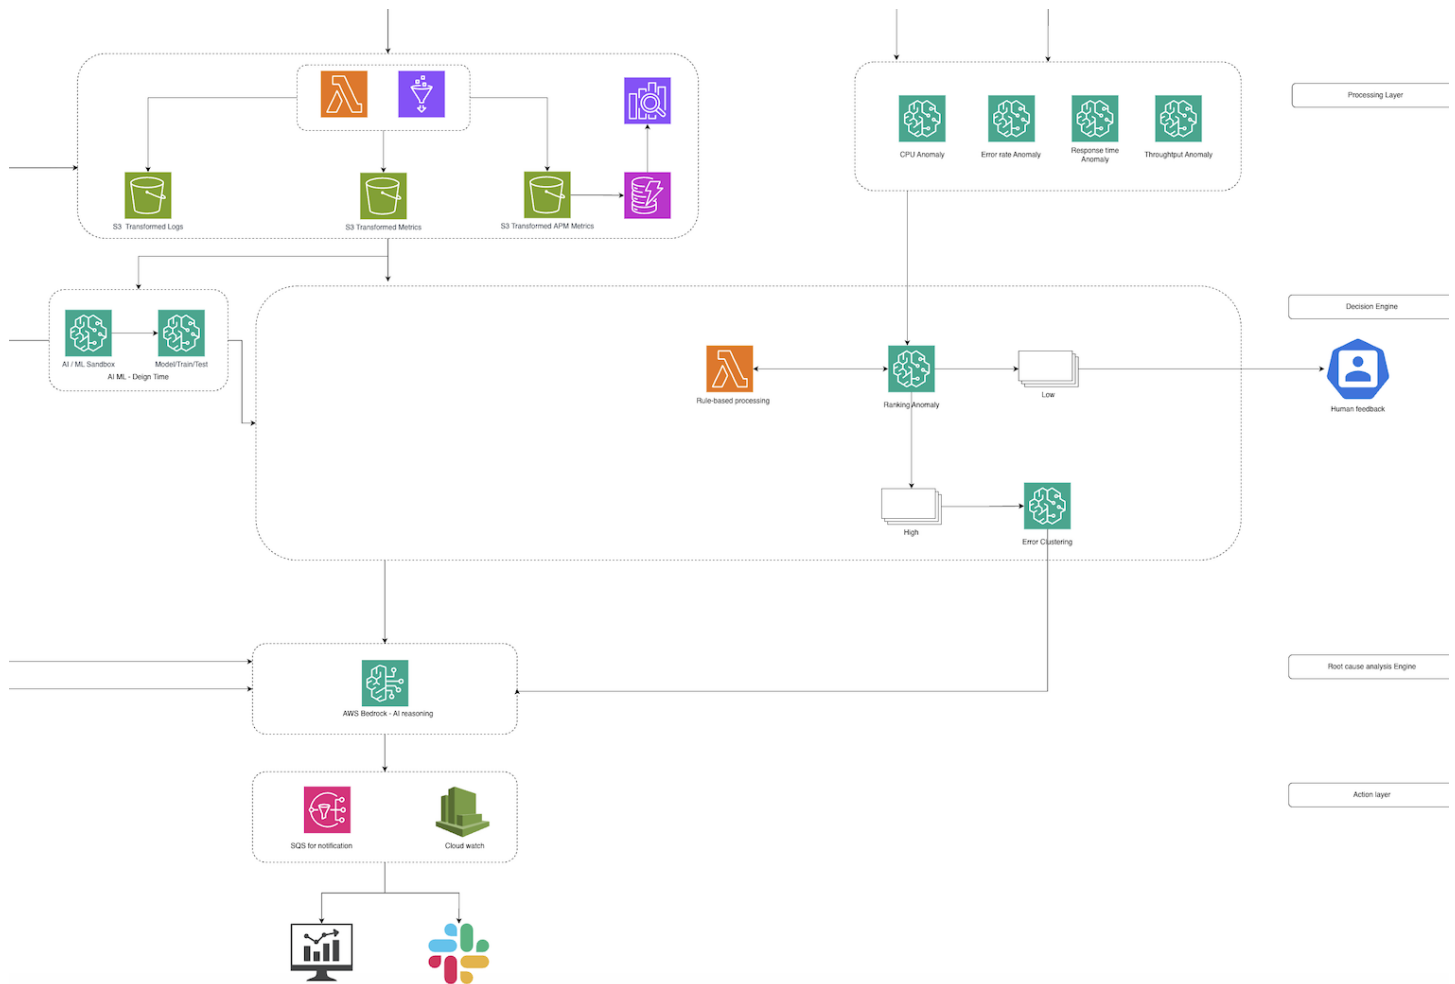 Processing Layer
CPU Anomaly
Error rate Anomaly
Response time
Anomaly
Throughtput Anomaly
S3  Transformed Logs
S3 Transformed Metrics
S3 Transformed APM Metrics
Decision Engine
AI / ML Sandbox
Model/Train/Test
AI ML - Deign Time
Rule-based processing
Ranking Anomaly
Low
Human feedback
High
Error Clustering
Root cause analysis Engine
AWS Bedrock - AI reasoning
Action layer
SQS for notification
Cloud watch